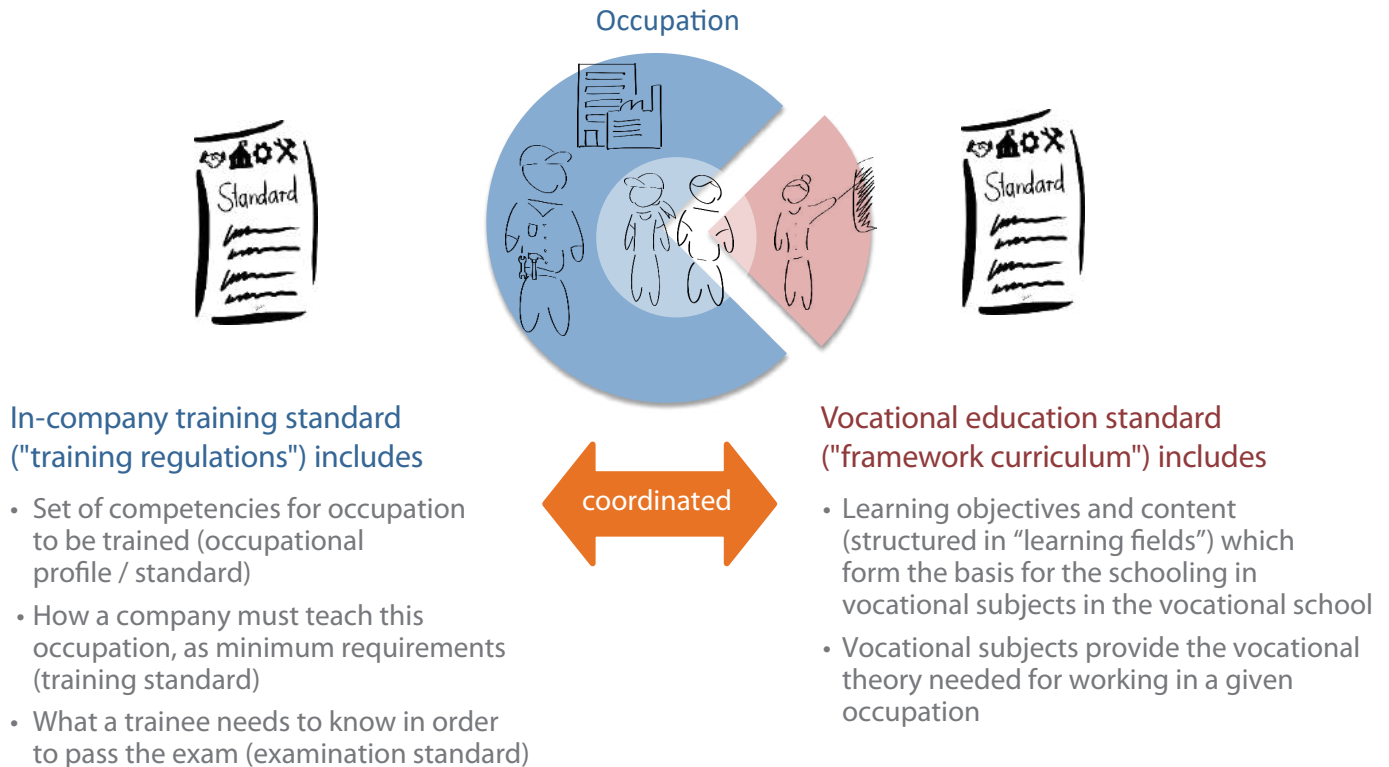 Occupation
Standard
Standard
In-company training standard
("training regulations") includes
• Set of competencies for occupation
to be trained (occupational
profile / standard)
• How a company must teach this
occupation, as minimum requirements
(training standard)
• What a trainee needs to know in order
to pass the exam (examination standard)
coordinated
Vocational education standard
("framework curriculum") includes
• Learning objectives and content
(structured in “learning fields”) which
form the basis for the schooling in
vocational subjects in the vocational school
• Vocational subjects provide the vocational
theory needed for working in a given
occupation